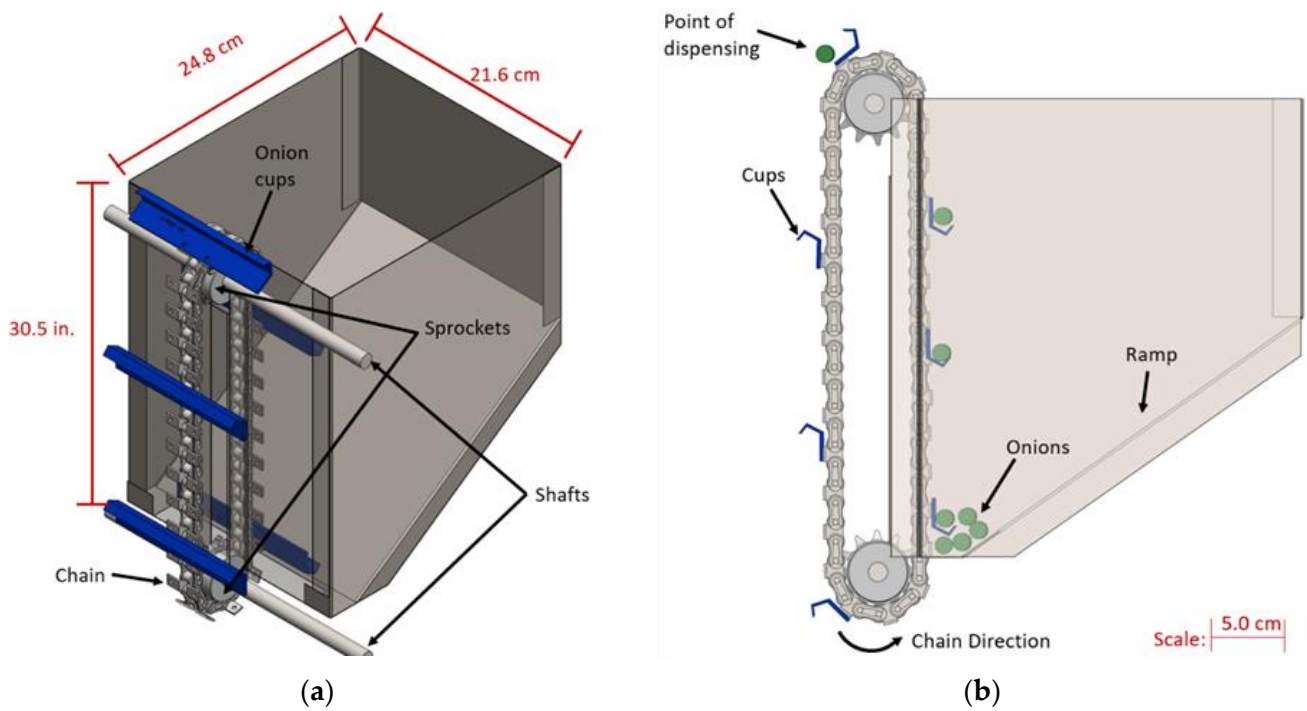 24.8 cm
21.6 cm
Onion
cups
30.5 in.
Sprockets
Shafts
Chain
(a)
Point of
dispensing
Cups
Ramp
Onions
Chain Direction
Scale:
5.0 cm
(b)